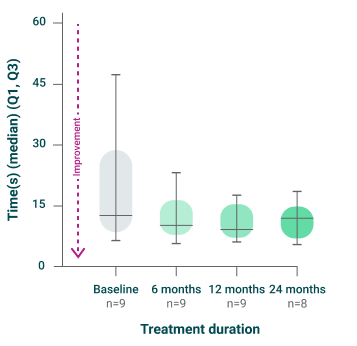 Time(s) (median) (Q1, Q3)
60
45
30
15
0
Improvement
Baseline 6 months 12 months 24 months
n=9 n=9 n=9 n=8
Treatment duration